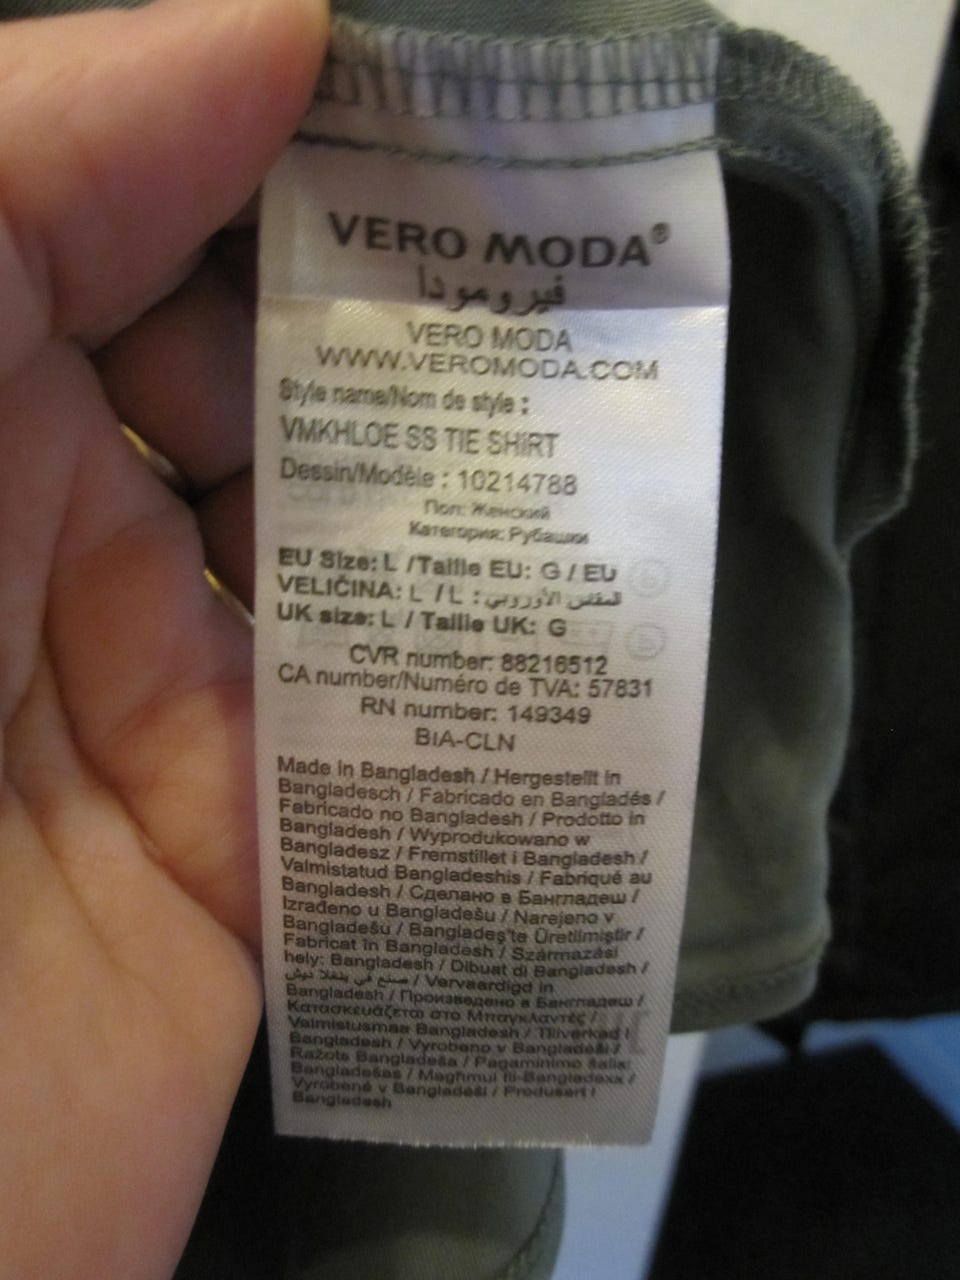 VERO MODA®
فيرومودا
VERO MODA
WWW.VEROMODA.COM
Style name/Nom de style :
VMKHLOE SS TIE SHIRT
Dessin/Modèle : 10214788
Пол: Женский
Категория: Рубашки
EU Size: L /Taille EU: G / EU
VELIČINA: L / L : المقاس الأوروبي
UK size: L / Taille UK: G
CVR number: 88216512
CA number/Numéro de TVA: 57831
RN number: 149349
BIA-CLN
Made in Bangladesh / Hergestellt in
Bangladesch / Fabricado en Bangladés /
Fabricado no Bangladesh / Prodotto in
Bangladesh / Wyprodukowano w
Bangladesz / Fremstillet i Bangladesh /
Valmistatud Bangladeshis / Fabriqué au
Bangladesh / Сделано в Бангладеш /
Izrađeno u Bangladešu / Narejeno v
Bangladešu / Bangladeş'te Üretilmiştir /
Fabricat în Bangladesh / Származási
hely: Bangladesh / Dibuat di Bangladesh /
صنع في بنغلا ديش / Vervaardigd in
Bangladesh / Произведено в Бангладеш /
Κατασκευάζεται στο Μπαγκλαντές /
Valmistusmaa Bangladesh / Tillverkad i
Bangladesh / Vyrobeno v Bangladéši /
Ražots Bangladeša / Pagaminimo šalis:
Bangladešas / Magħmul fil-Bangladexx /
Vyrobené v Bangladéši / Produsert i
Bangladesh